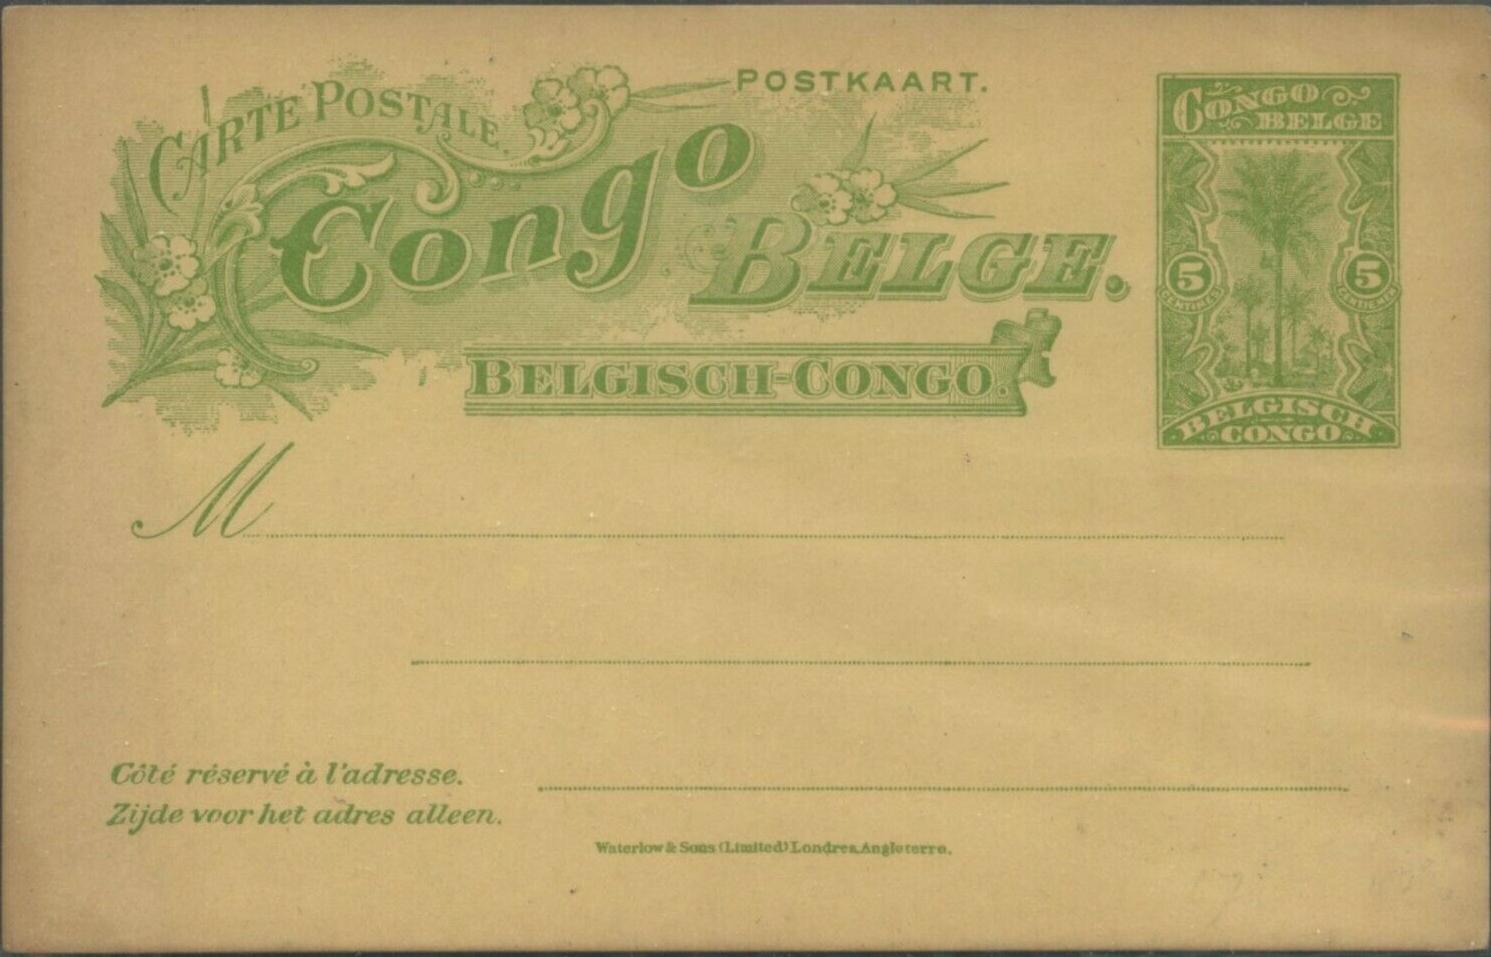 CARTE POSTALE.
POSTKAART.
Congo
BELGE.
BELGISCH-CONGO.
CONGO
BELGE
5
5
CENTIMES
CENTIEMEN
BELGISCH
CONGO
M
Côté réservé à l'adresse.
Zijde voor het adres alleen.
Waterlow & Sons (Limited) Londres, Angleterre.